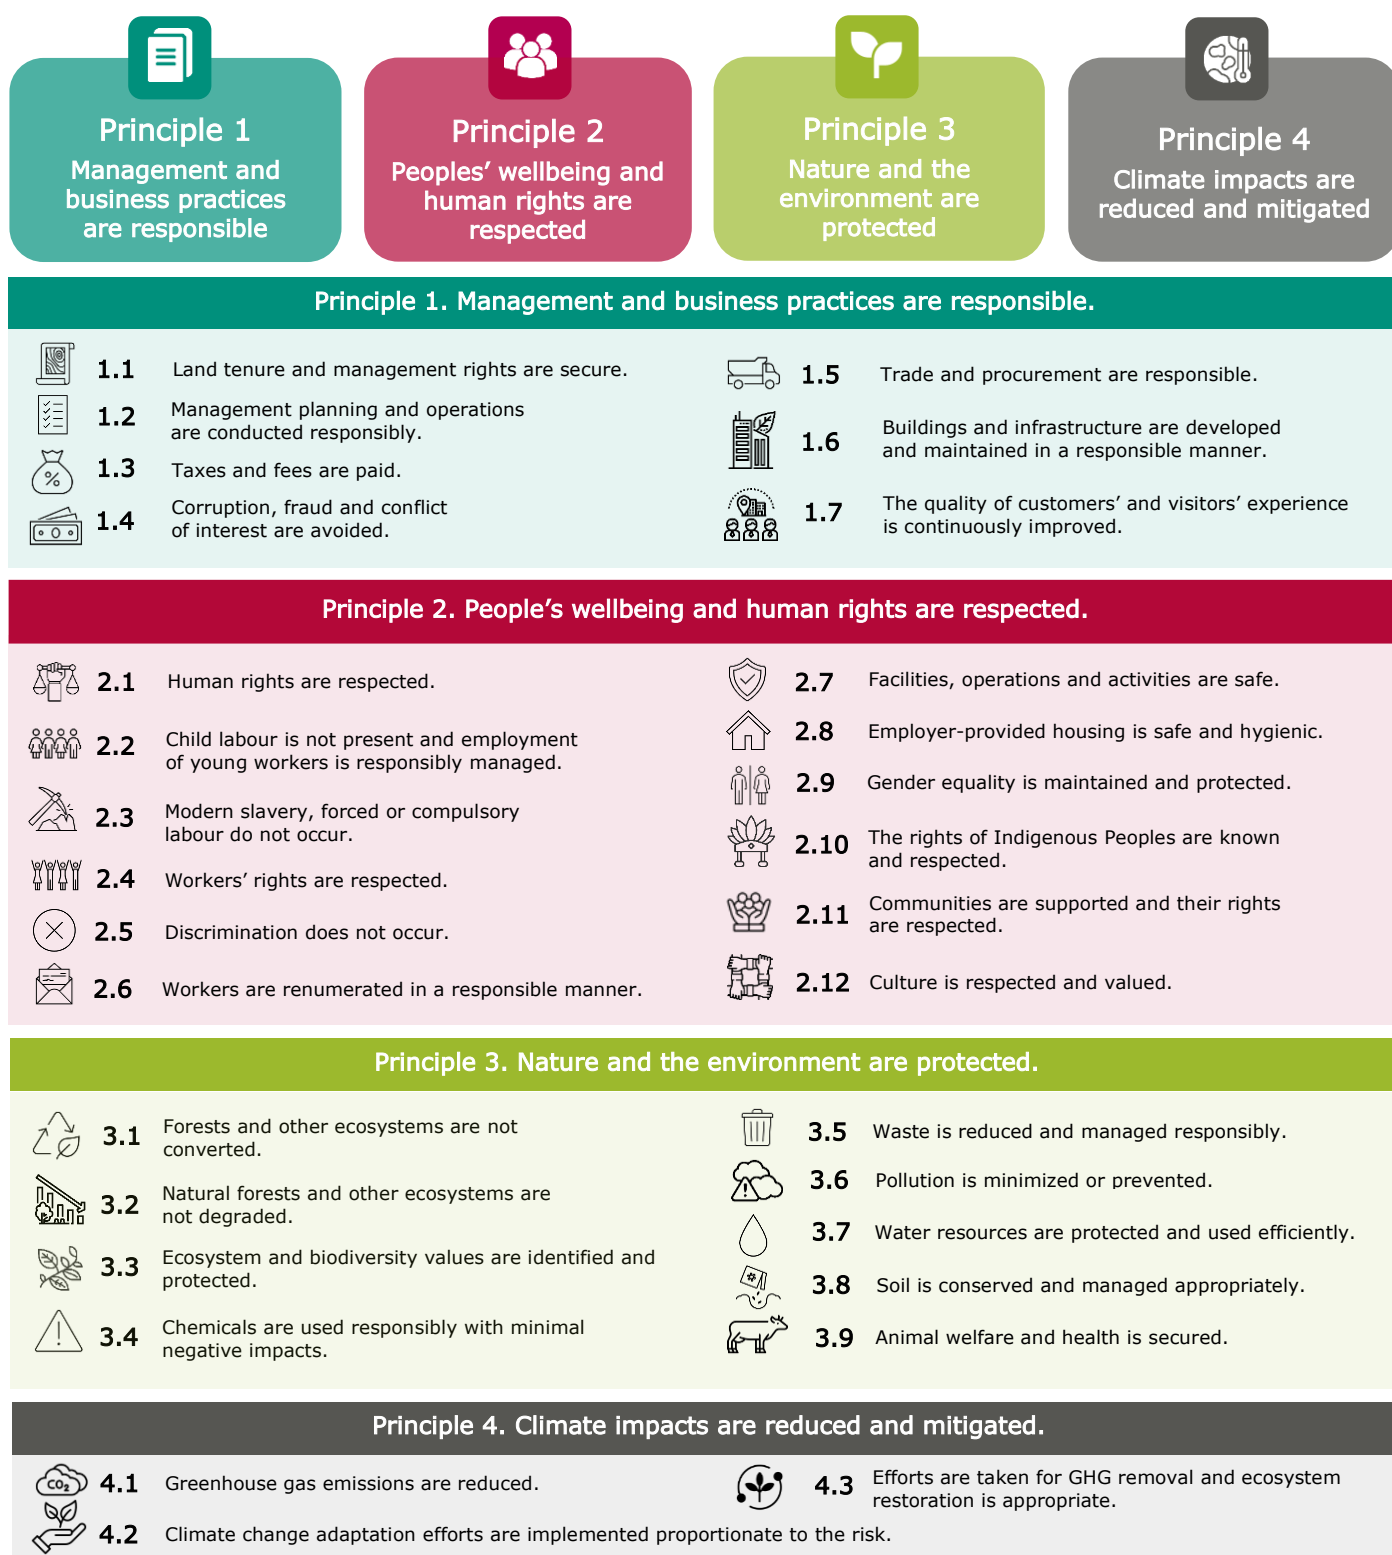 Principle 1
Management and
business practices
are responsible
Principle 2
Peoples’ wellbeing and
human rights are
respected
Principle 3
Nature and the
environment are
protected
Principle 4
Climate impacts are
reduced and mitigated
Principle 1. Management and business practices are responsible.
1.1 Land tenure and management rights are secure.
1.2 Management planning and operations
are conducted responsibly.
%
1.3 Taxes and fees are paid.
1.4 Corruption, fraud and conflict
of interest are avoided.
1.5 Trade and procurement are responsible.
1.6 Buildings and infrastructure are developed
and maintained in a responsible manner.
1.7 The quality of customers’ and visitors’ experience
is continuously improved.
Principle 2. People’s wellbeing and human rights are respected.
2.1 Human rights are respected.
2.2 Child labour is not present and employment
of young workers is responsibly managed.
2.3 Modern slavery, forced or compulsory
labour do not occur.
2.4 Workers’ rights are respected.
2.5 Discrimination does not occur.
2.6 Workers are renumerated in a responsible manner.
2.7 Facilities, operations and activities are safe.
2.8 Employer-provided housing is safe and hygienic.
2.9 Gender equality is maintained and protected.
2.10 The rights of Indigenous Peoples are known
and respected.
2.11 Communities are supported and their rights
are respected.
2.12 Culture is respected and valued.
Principle 3. Nature and the environment are protected.
3.1 Forests and other ecosystems are not
converted.
3.2 Natural forests and other ecosystems are
not degraded.
3.3 Ecosystem and biodiversity values are identified and
protected.
3.4 Chemicals are used responsibly with minimal
negative impacts.
3.5 Waste is reduced and managed responsibly.
3.6 Pollution is minimized or prevented.
3.7 Water resources are protected and used efficiently.
3.8 Soil is conserved and managed appropriately.
3.9 Animal welfare and health is secured.
Principle 4. Climate impacts are reduced and mitigated.
CO₂
4.1 Greenhouse gas emissions are reduced.
4.2 Climate change adaptation efforts are implemented proportionate to the risk.
4.3 Efforts are taken for GHG removal and ecosystem
restoration is appropriate.